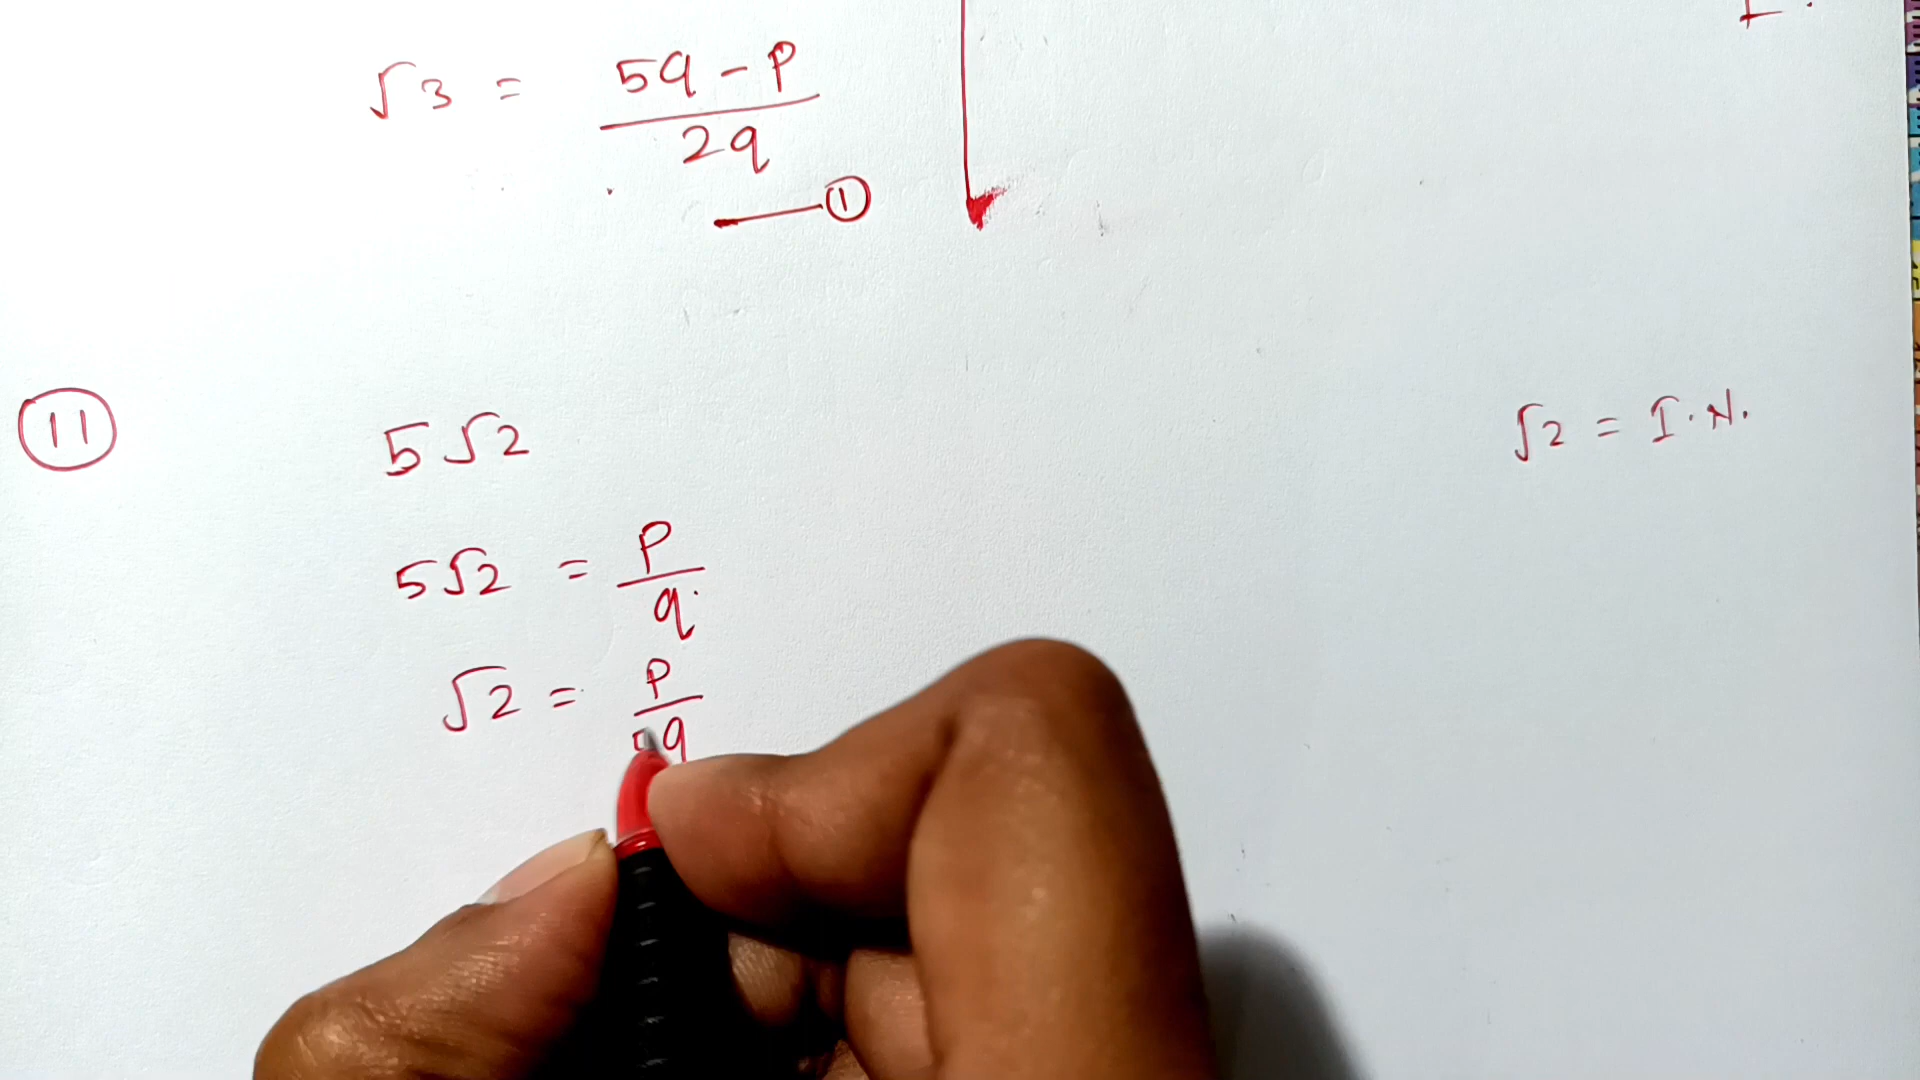 √3 = 5q - p / 2q
①
⑪ 5√2
√2 = I.N.
5√2 = p / q
√2 = p / 5q